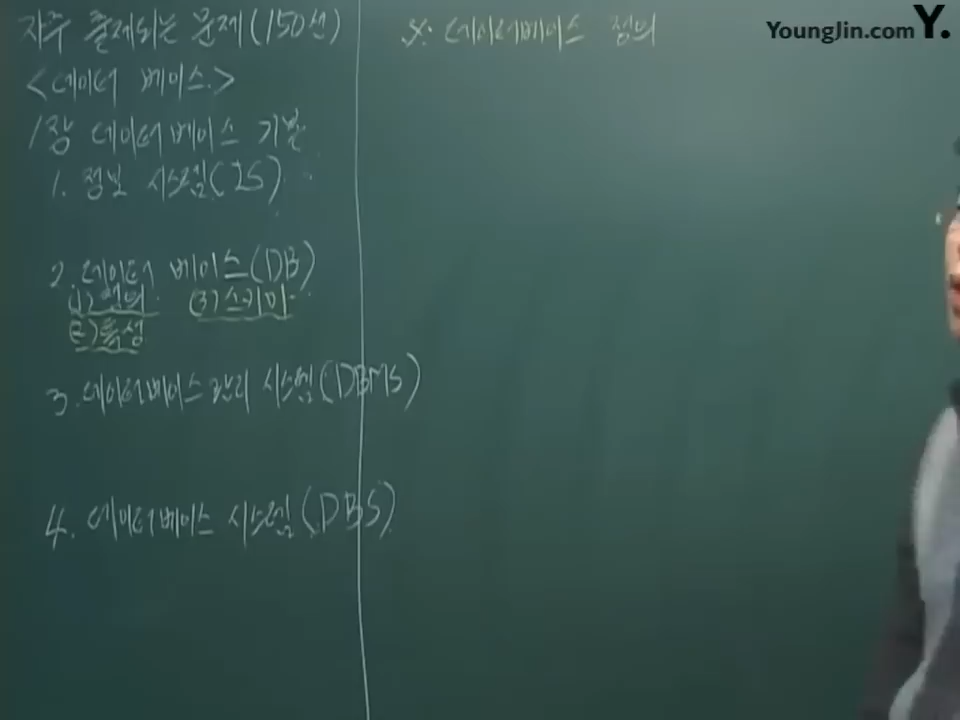 자주 출제되는 문제(150선)
<데이터 베이스>
1장 데이터베이스 기본
1. 정보 시스템(IS)
2. 데이터 베이스(DB)
(1) 정의 (3) 스키마
(2) 특성
3. 데이터베이스 관리 시스템(DBMS)
4. 데이터베이스 시스템(DBS)
※ 데이터베이스 정의
YoungJin.com Y.